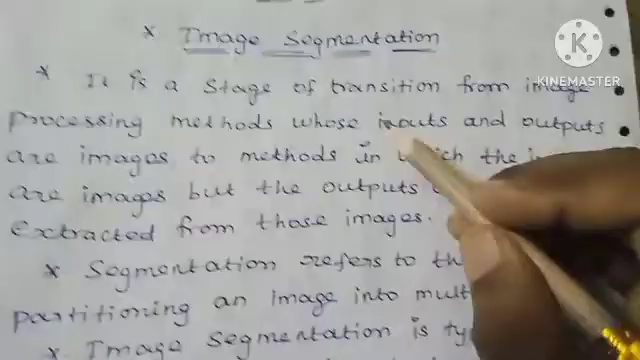 * Image Segmentation
* It is a stage of transition from image
processing methods whose inputs and outputs
are images to methods in which the
are images but the outputs
extracted from those images.
* Segmentation refers to the
partitioning an image into
* Image Segmentation is
KINEMASTER